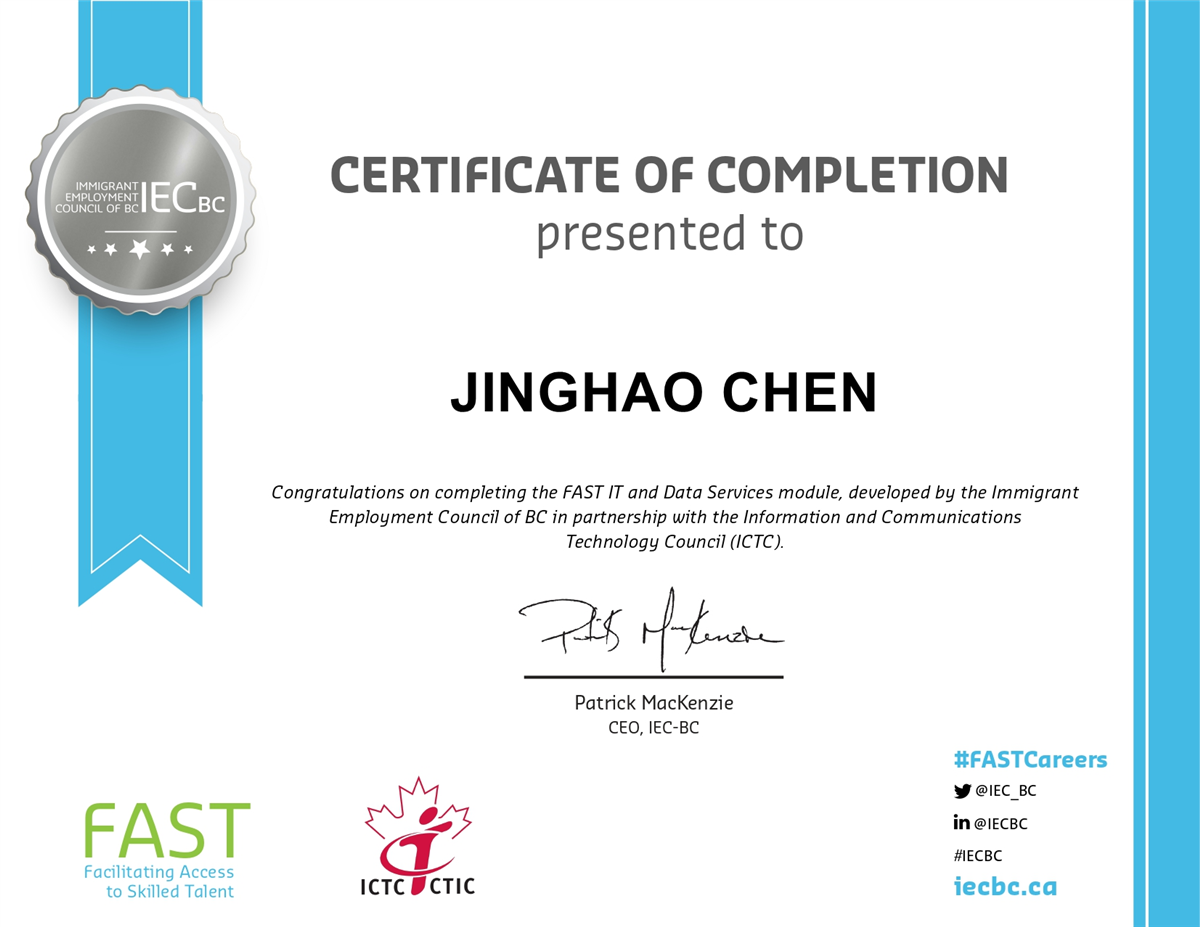 IMMIGRANT
EMPLOYMENT
COUNCIL OF BC
IECBC
CERTIFICATE OF COMPLETION
presented to
JINGHAO CHEN
Congratulations on completing the FAST IT and Data Services module, developed by the Immigrant
Employment Council of BC in partnership with the Information and Communications
Technology Council (ICTC).
Patrick MacKenzie
Patrick MacKenzie
CEO, IEC-BC
#FASTCareers
@IEC_BC
in @IECBC
#IECBC
iecbc.ca
FAST
Facilitating Access
to Skilled Talent
ICTC CTIC